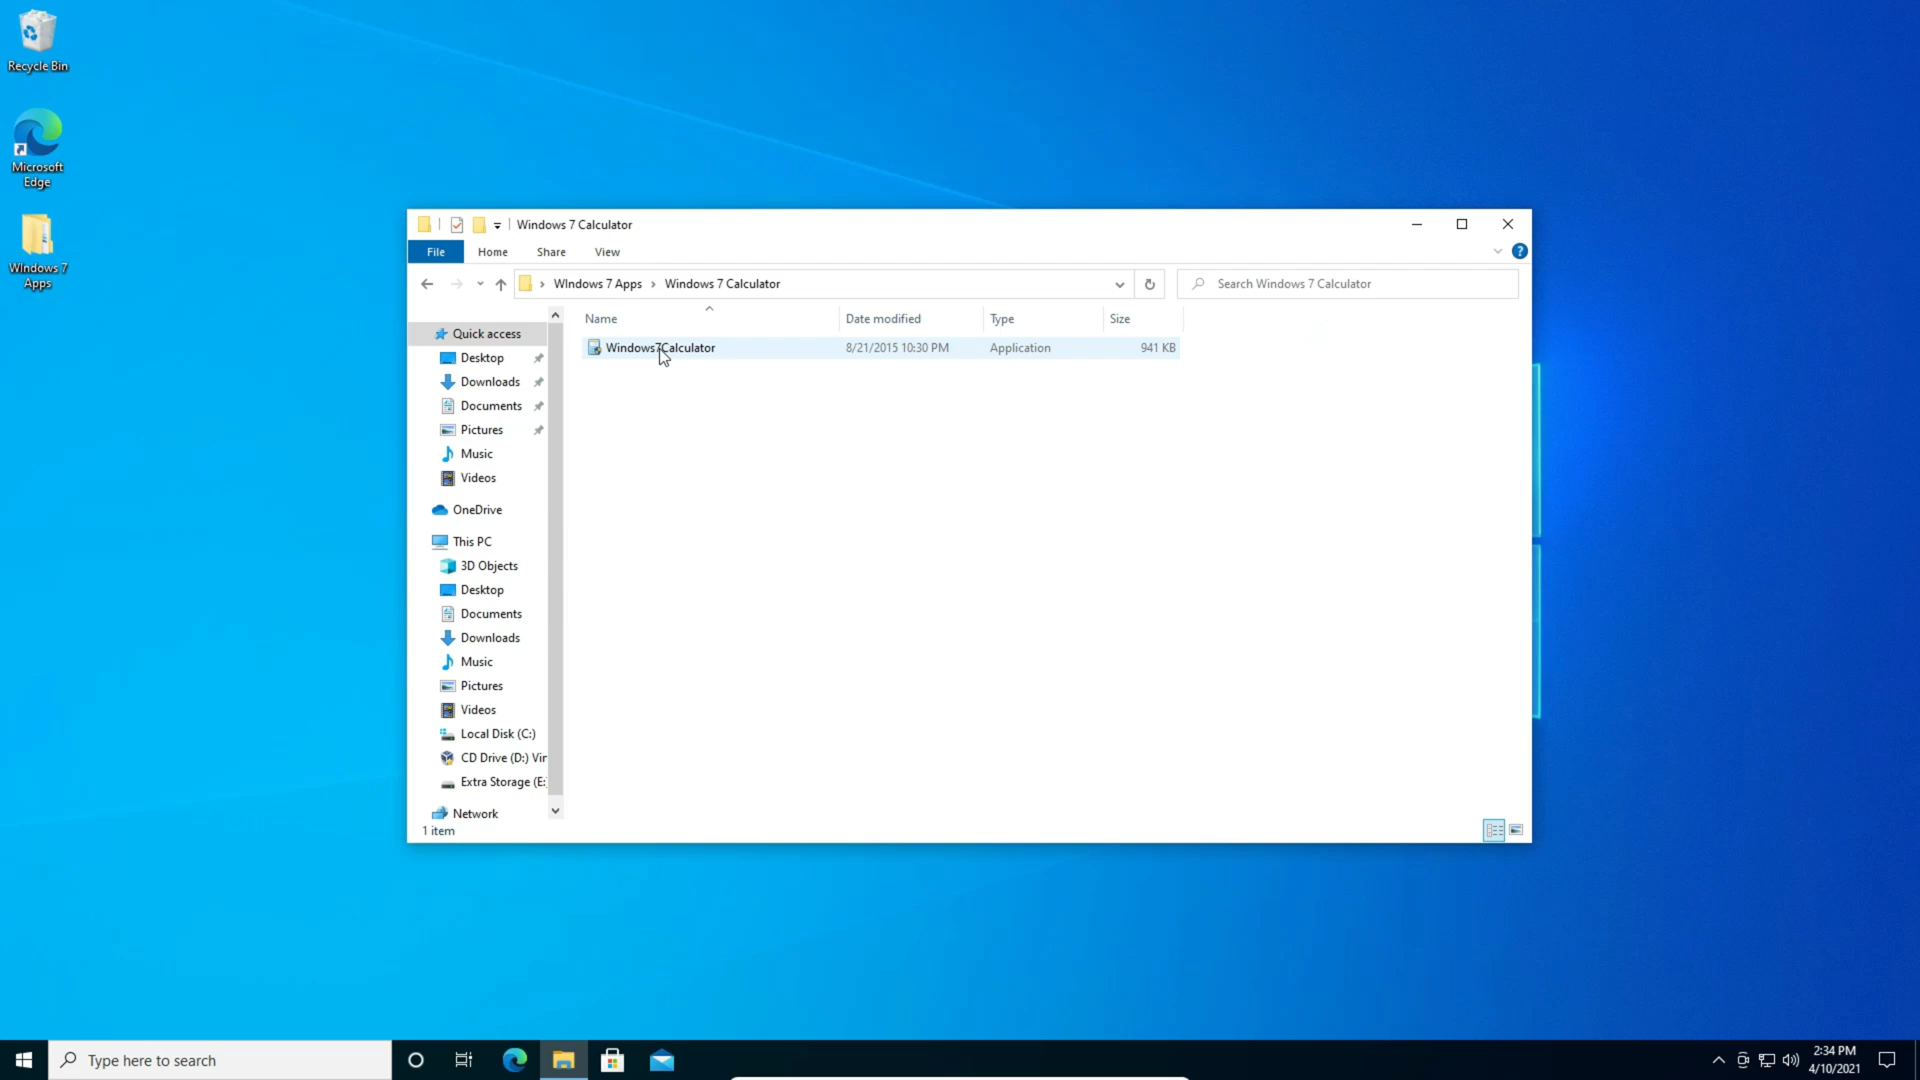 Recycle Bin
Microsoft
Edge
WIndows 7
Apps
Windows 7 Calculator
File Home Share View
WIndows 7 Apps Windows 7 Calculator
Search Windows 7 Calculator
Name Date modified Type Size
Windows7Calculator 8/21/2015 10:30 PM Application 941 KB
Quick access
Desktop
Downloads
Documents
Pictures
Music
Videos
OneDrive
This PC
3D Objects
Desktop
Documents
Downloads
Music
Pictures
Videos
Local Disk (C:)
CD Drive (D:) Vir
Extra Storage (E:
Network
1 item
Type here to search
2:34 PM
4/10/2021